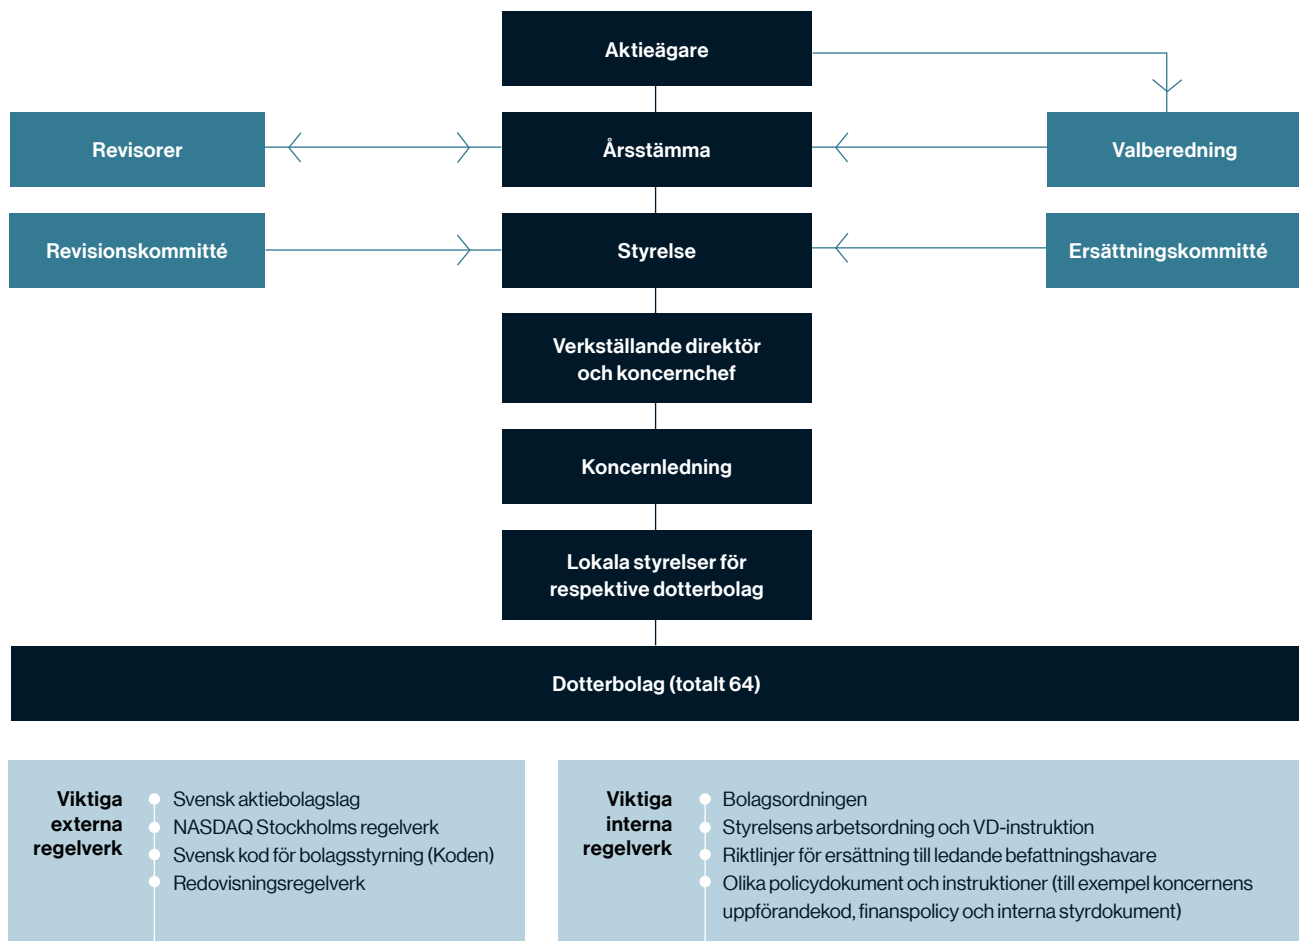 Aktieägare
Revisorer
Årsstämma
Valberedning
Revisionskommitté
Styrelse
Ersättningskommitté
Verkställande direktör
och koncernchef
Koncernledning
Lokala styrelser för
respektive dotterbolag
Dotterbolag (totalt 64)
Viktiga
externa
regelverk
Svensk aktiebolagslag
NASDAQ Stockholms regelverk
Svensk kod för bolagsstyrning (Koden)
Redovisningsregelverk
Viktiga
interna
regelverk
Bolagsordningen
Styrelsens arbetsordning och VD-instruktion
Riktlinjer för ersättning till ledande befattningshavare
Olika policydokument och instruktioner (till exempel koncernens
uppförandekod, finanspolicy och interna styrdokument)